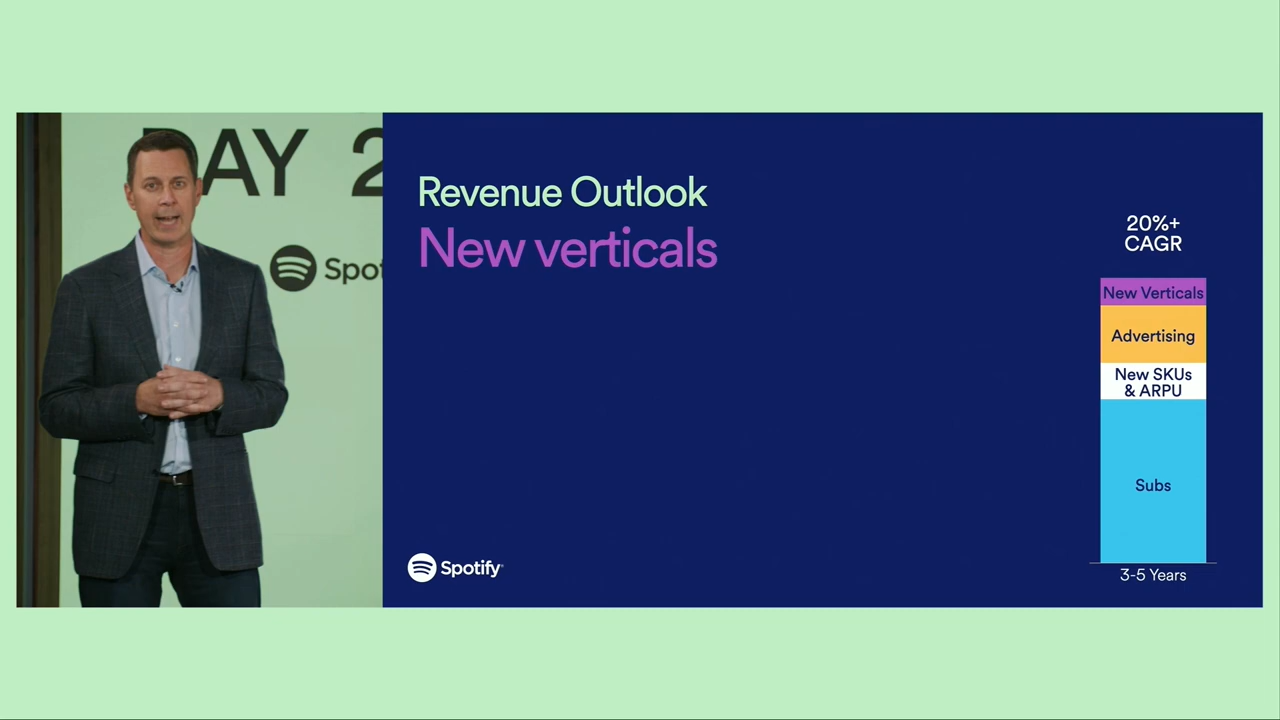 DAY 2
Spot
Revenue Outlook
New verticals
20%+
CAGR
New Verticals
Advertising
New SKUs
& ARPU
Subs
3-5 Years
Spotify